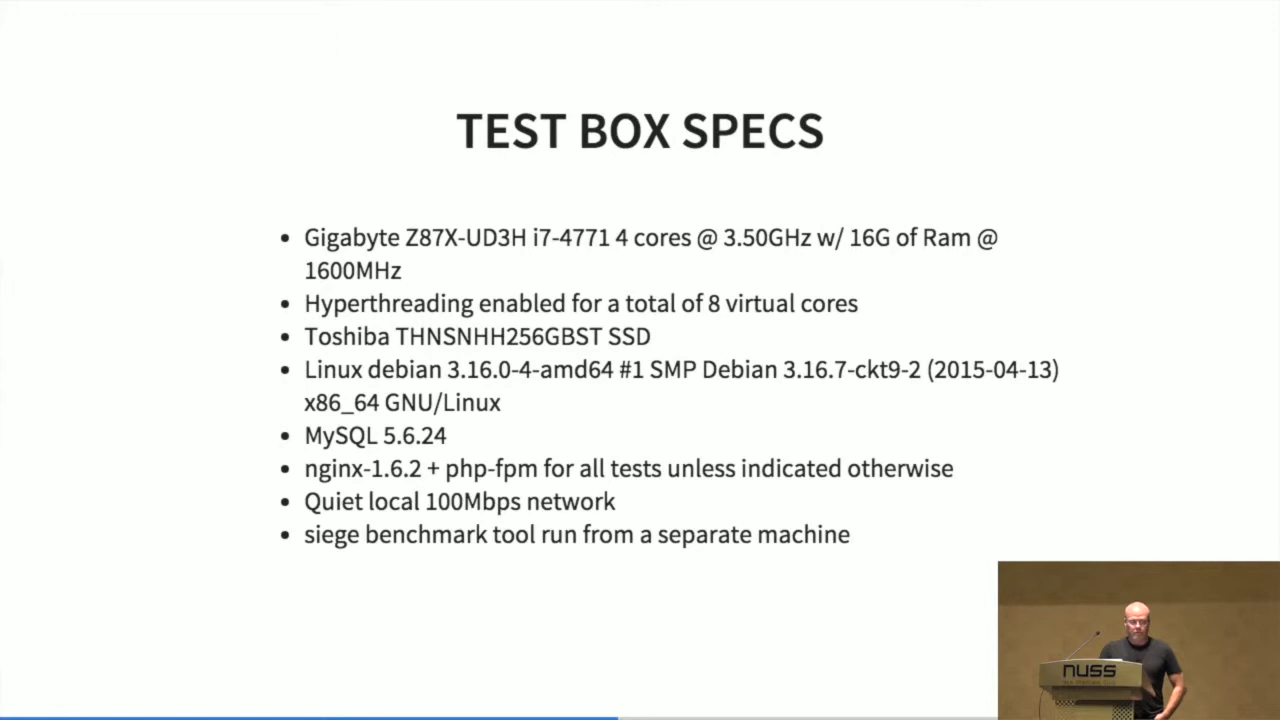 TEST BOX SPECS
• Gigabyte Z87X-UD3H i7-4771 4 cores @ 3.50GHz w/ 16G of Ram @
1600MHz
• Hyperthreading enabled for a total of 8 virtual cores
• Toshiba THNSNHH256GBST SSD
• Linux debian 3.16.0-4-amd64 #1 SMP Debian 3.16.7-ckt9-2 (2015-04-13)
x86_64 GNU/Linux
• MySQL 5.6.24
• nginx-1.6.2 + php-fpm for all tests unless indicated otherwise
• Quiet local 100Mbps network
• siege benchmark tool run from a separate machine
nuss